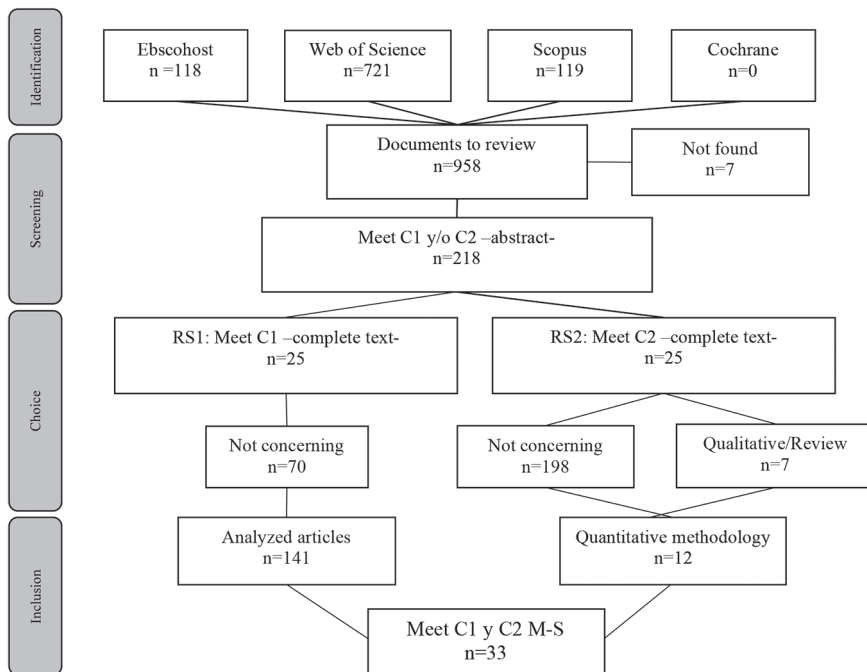 Identification
Ebscohost
n =118
Web of Science
n=721
Scopus
n=119
Cochrane
n=0
Screening
Documents to review
n=958
Not found
n=7
Meet C1 y/o C2 –abstract-
n=218
Choice
RS1: Meet C1 –complete text-
n=25
RS2: Meet C2 –complete text-
n=25
Not concerning
n=70
Not concerning
n=198
Qualitative/Review
n=7
Inclusion
Analyzed articles
n=141
Quantitative methodology
n=12
Meet C1 y C2 M-S
n=33